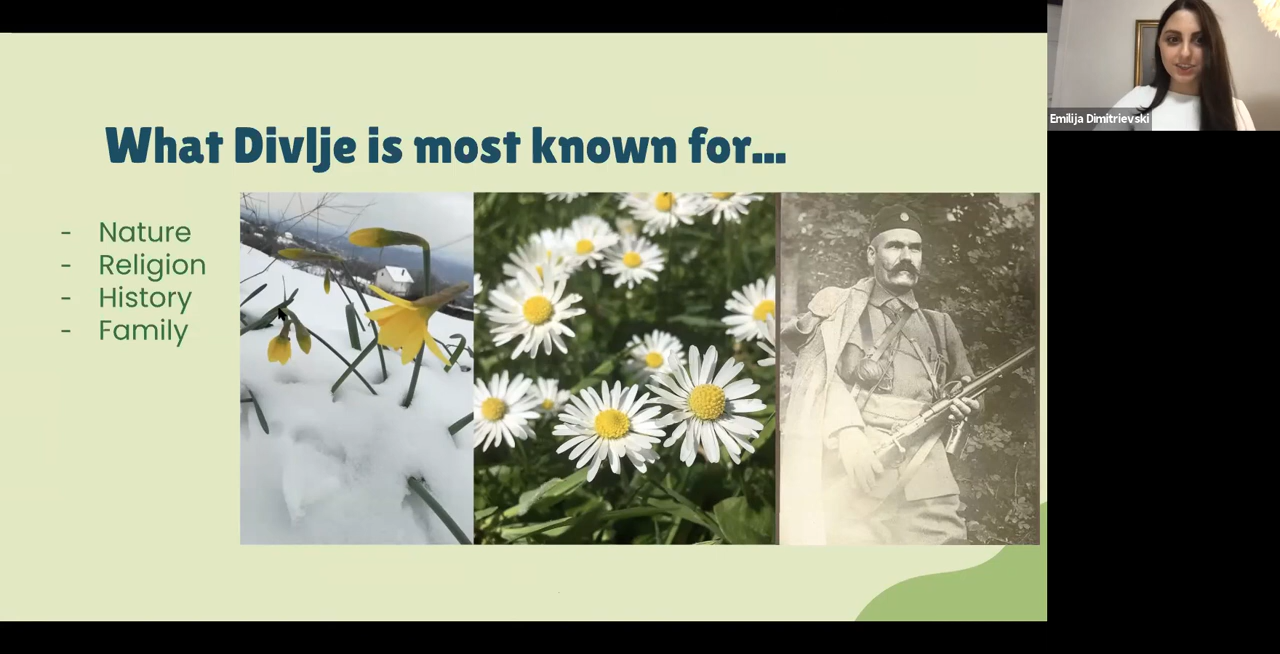 What Divlje is most known for...
- Nature
- Religion
- History
- Family
Emilija Dimitrievski